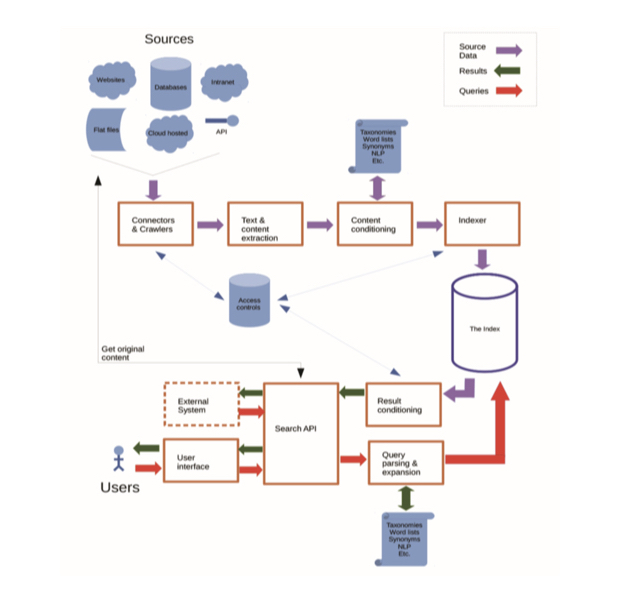 Sources
Websites
Databases
Intranet
Flat files
Cloud hosted
API
Source
Data
Results
Queries
Taxonomies
Word lists
Synonyms
NLP
Etc.
Connectors
& Crawlers
Text &
content
extraction
Content
conditioning
Indexer
Access
controls
The Index
Get original
content
External
System
Search API
Result
conditioning
User
interface
Query
parsing &
expansion
Users
Taxonomies
Word lists
Synonyms
NLP
Etc.